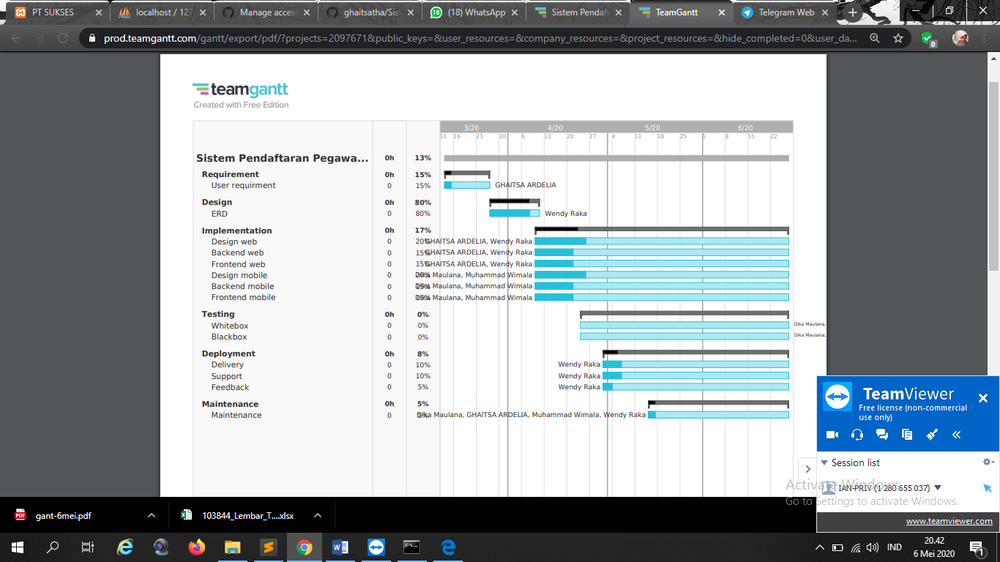 PT SUKSES
localhost / 127
Manage acces
ghaitsatha/Sis
(18) WhatsApp
Sistem Pendaft
TeamGantt
Telegram Web
prod.teamgantt.com/gantt/export/pdf/?projects=2097671&public_keys=&user_resources=&company_resources=&project_resources=&hide_completed=0&user_da...
0
teamgantt
Created with Free Edition
3/20 4/20 5/20 6/20
11 16 23 30 6 13 20 27 4 11 18 25 1 8 15 22
Sistem Pendaftaran Pegawa... 0h 13%
Requirement 0h 15%
User requirment 0 15% GHAITSA ARDELIA
Design 0h 80%
ERD 0 80% Wendy Raka
Implementation 0h 17%
Design web 0 20% GHAITSA ARDELIA, Wendy Raka
Backend web 0 15% GHAITSA ARDELIA, Wendy Raka
Frontend web 0 15% GHAITSA ARDELIA, Wendy Raka
Design mobile 0 20% Dika Maulana, Muhammad Wimala
Backend mobile 0 15% Dika Maulana, Muhammad Wimala
Frontend mobile 0 15% Dika Maulana, Muhammad Wimala
Testing 0h 0%
Whitebox 0 0% Dika Maulana,
Blackbox 0 0% Dika Maulana,
Deployment 0h 8%
Delivery 0 10% Wendy Raka
Support 0 10% Wendy Raka
Feedback 0 5% Wendy Raka
Maintenance 0h 5%
Maintenance 0 5% Dika Maulana, GHAITSA ARDELIA, Muhammad Wimala, Wendy Raka
TeamViewer
Free license (non-commercial
use only)
Session list
IAN-PRIV (1 280 655 037)
www.teamviewer.com
Activate Windows
Go to Settings to activate Windows.
gant-6mei.pdf
103844_Lembar_T....xlsx
IND
20.42
6 Mei 2020
1